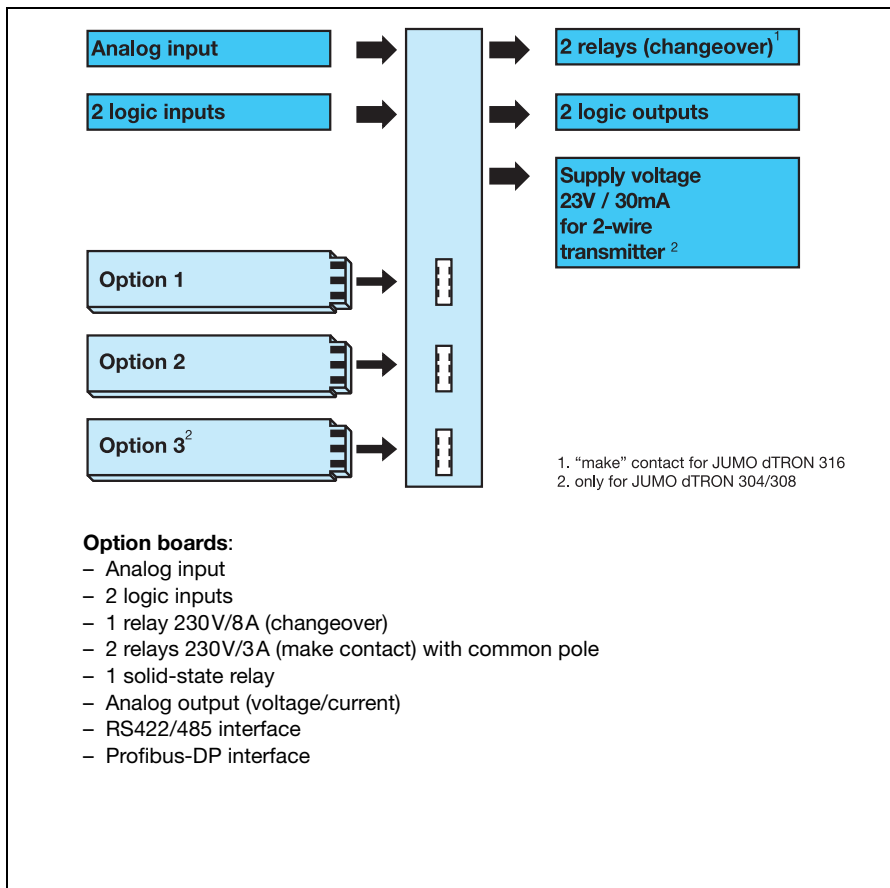 Analog input
2 relays (changeover)1
2 logic inputs
2 logic outputs
Supply voltage
23V / 30mA
for 2-wire
transmitter 2
Option 1
Option 2
Option 32
1. “make” contact for JUMO dTRON 316
2. only for JUMO dTRON 304/308
Option boards:
– Analog input
– 2 logic inputs
– 1 relay 230V/8A (changeover)
– 2 relays 230V/3A (make contact) with common pole
– 1 solid-state relay
– Analog output (voltage/current)
– RS422/485 interface
– Profibus-DP interface